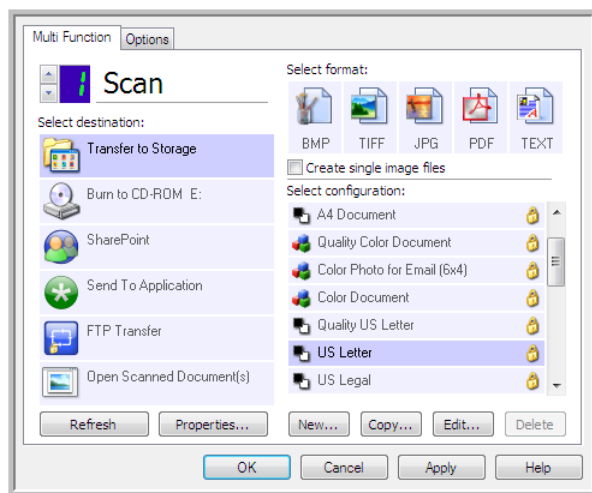 Multi Function
Options
1
Scan
Select destination:
Transfer to Storage
Burn to CD-ROM E:
SharePoint
Send To Application
FTP Transfer
Open Scanned Document(s)
Refresh
Properties...
Select format:
BMP
TIFF
JPG
PDF
TEXT
Create single image files
Select configuration:
A4 Document
Quality Color Document
Color Photo for Email (6x4)
Color Document
Quality US Letter
US Letter
US Legal
New...
Copy...
Edit...
Delete
OK
Cancel
Apply
Help